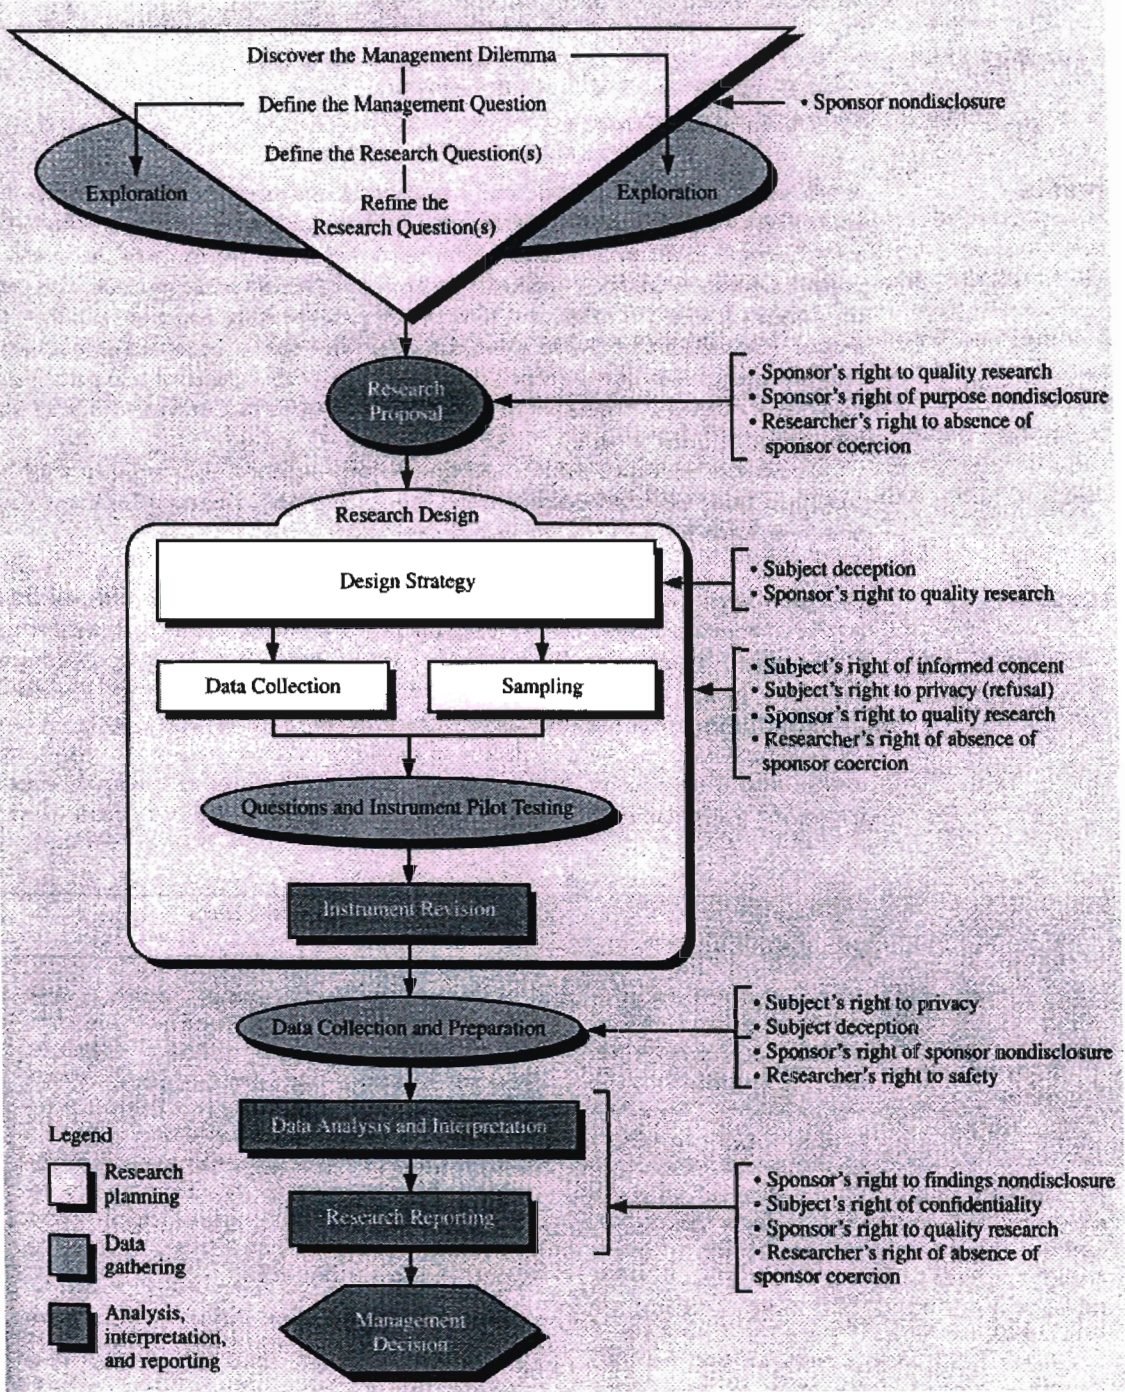 Discover the Management Dilemma
Define the Management Question
• Sponsor nondisclosure
Define the Research Question(s)
Exploration
Exploration
Refine the
Research Question(s)
Research
Proposal
• Sponsor's right to quality research
• Sponsor's right of purpose nondisclosure
• Researcher's right to absence of
sponsor coercion
Research Design
Design Strategy
• Subject deception
• Sponsor's right to quality research
Data Collection
Sampling
• Subject's right of informed concent
• Subject's right to privacy (refusal)
• Sponsor's right to quality research
• Researcher's right of absence of
sponsor coercion
Questions and Instrument Pilot Testing
Instrument Revision
Data Collection and Preparation
• Subject's right to privacy
• Subject deception
• Sponsor's right of sponsor nondisclosure
• Researcher's right to safety
Data Analysis and Interpretation
Research Reporting
• Sponsor's right to findings nondisclosure
• Subject's right of confidentiality
• Sponsor's right to quality research
• Researcher's right of absence of
sponsor coercion
Management
Decision
Legend
Research
planning
Data
gathering
Analysis,
interpretation,
and reporting